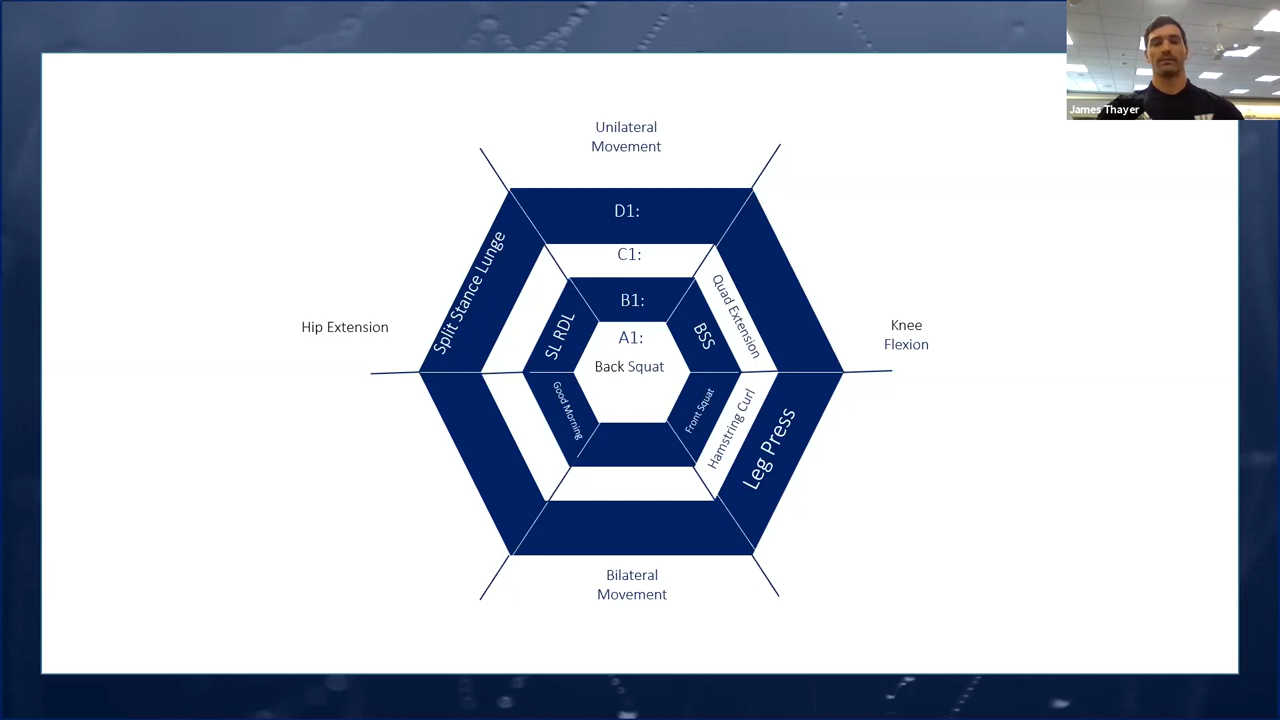 James Thayer
Unilateral
Movement
D1:
C1:
B1:
A1:
Back Squat
Split Stance Lunge
SL RDL
Good Morning
Quad Extension
BSS
Front Squat
Hamstring Curl
Leg Press
Hip Extension
Knee
Flexion
Bilateral
Movement